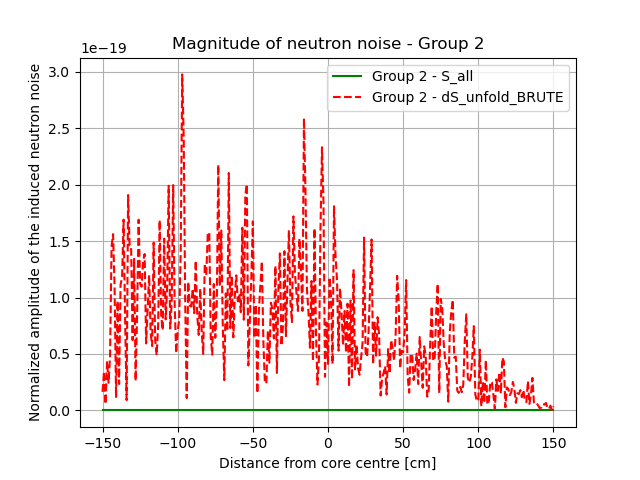 Magnitude of neutron noise - Group 2
1e−19
Group 2 - S_all
Group 2 - dS_unfold_BRUTE
Normalized amplitude of the induced neutron noise
3.0
2.5
2.0
1.5
1.0
0.5
0.0
−150
−100
−50
0
50
100
150
Distance from core centre [cm]